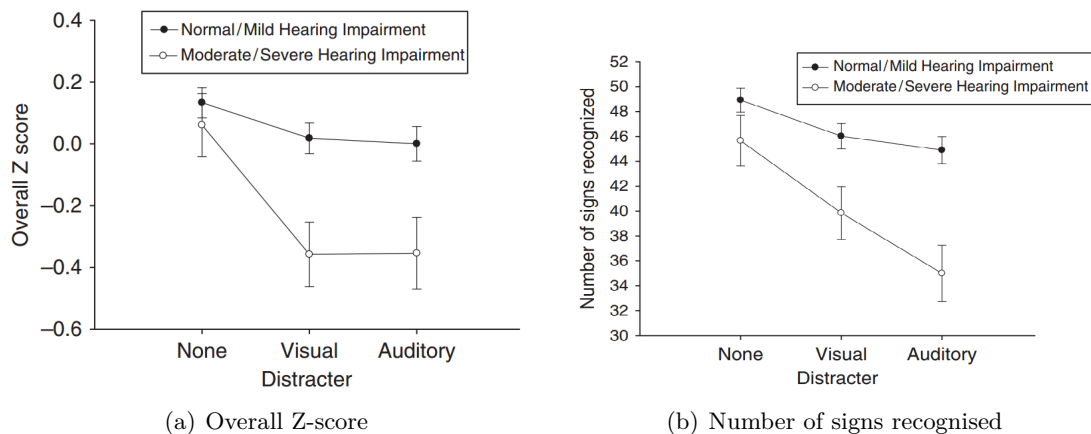 0.4
0.2
0.0
−0.2
−0.4
−0.6
Overall Z score
Normal/Mild Hearing Impairment
Moderate/Severe Hearing Impairment
None Visual Auditory
Distracter
(a) Overall Z-score
52
50
48
46
44
42
40
38
36
34
32
30
Number of signs recognized
Normal/Mild Hearing Impairment
Moderate/Severe Hearing Impairment
None Visual Auditory
Distracter
(b) Number of signs recognised